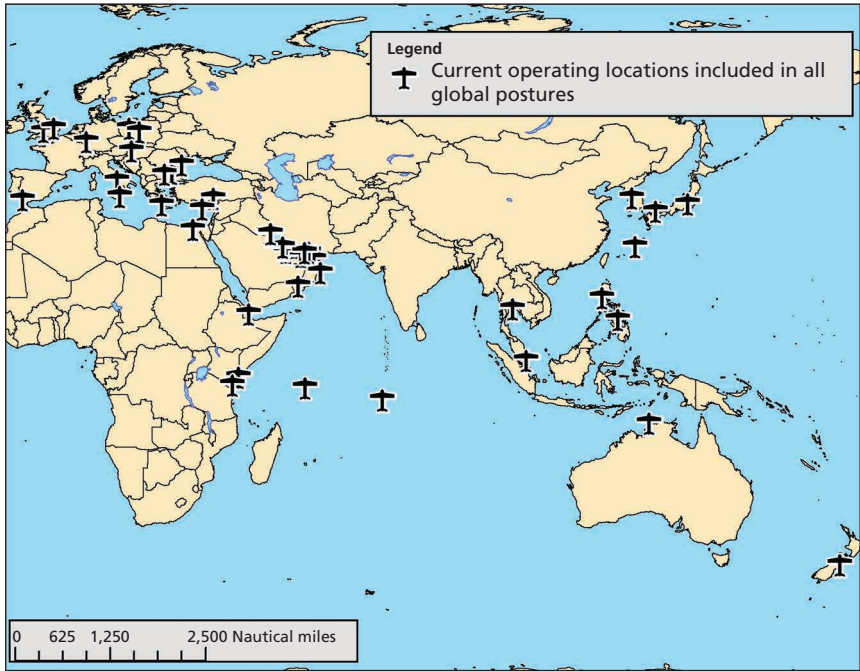 Legend
Current operating locations included in all
global postures
0 625 1,250 2,500 Nautical miles